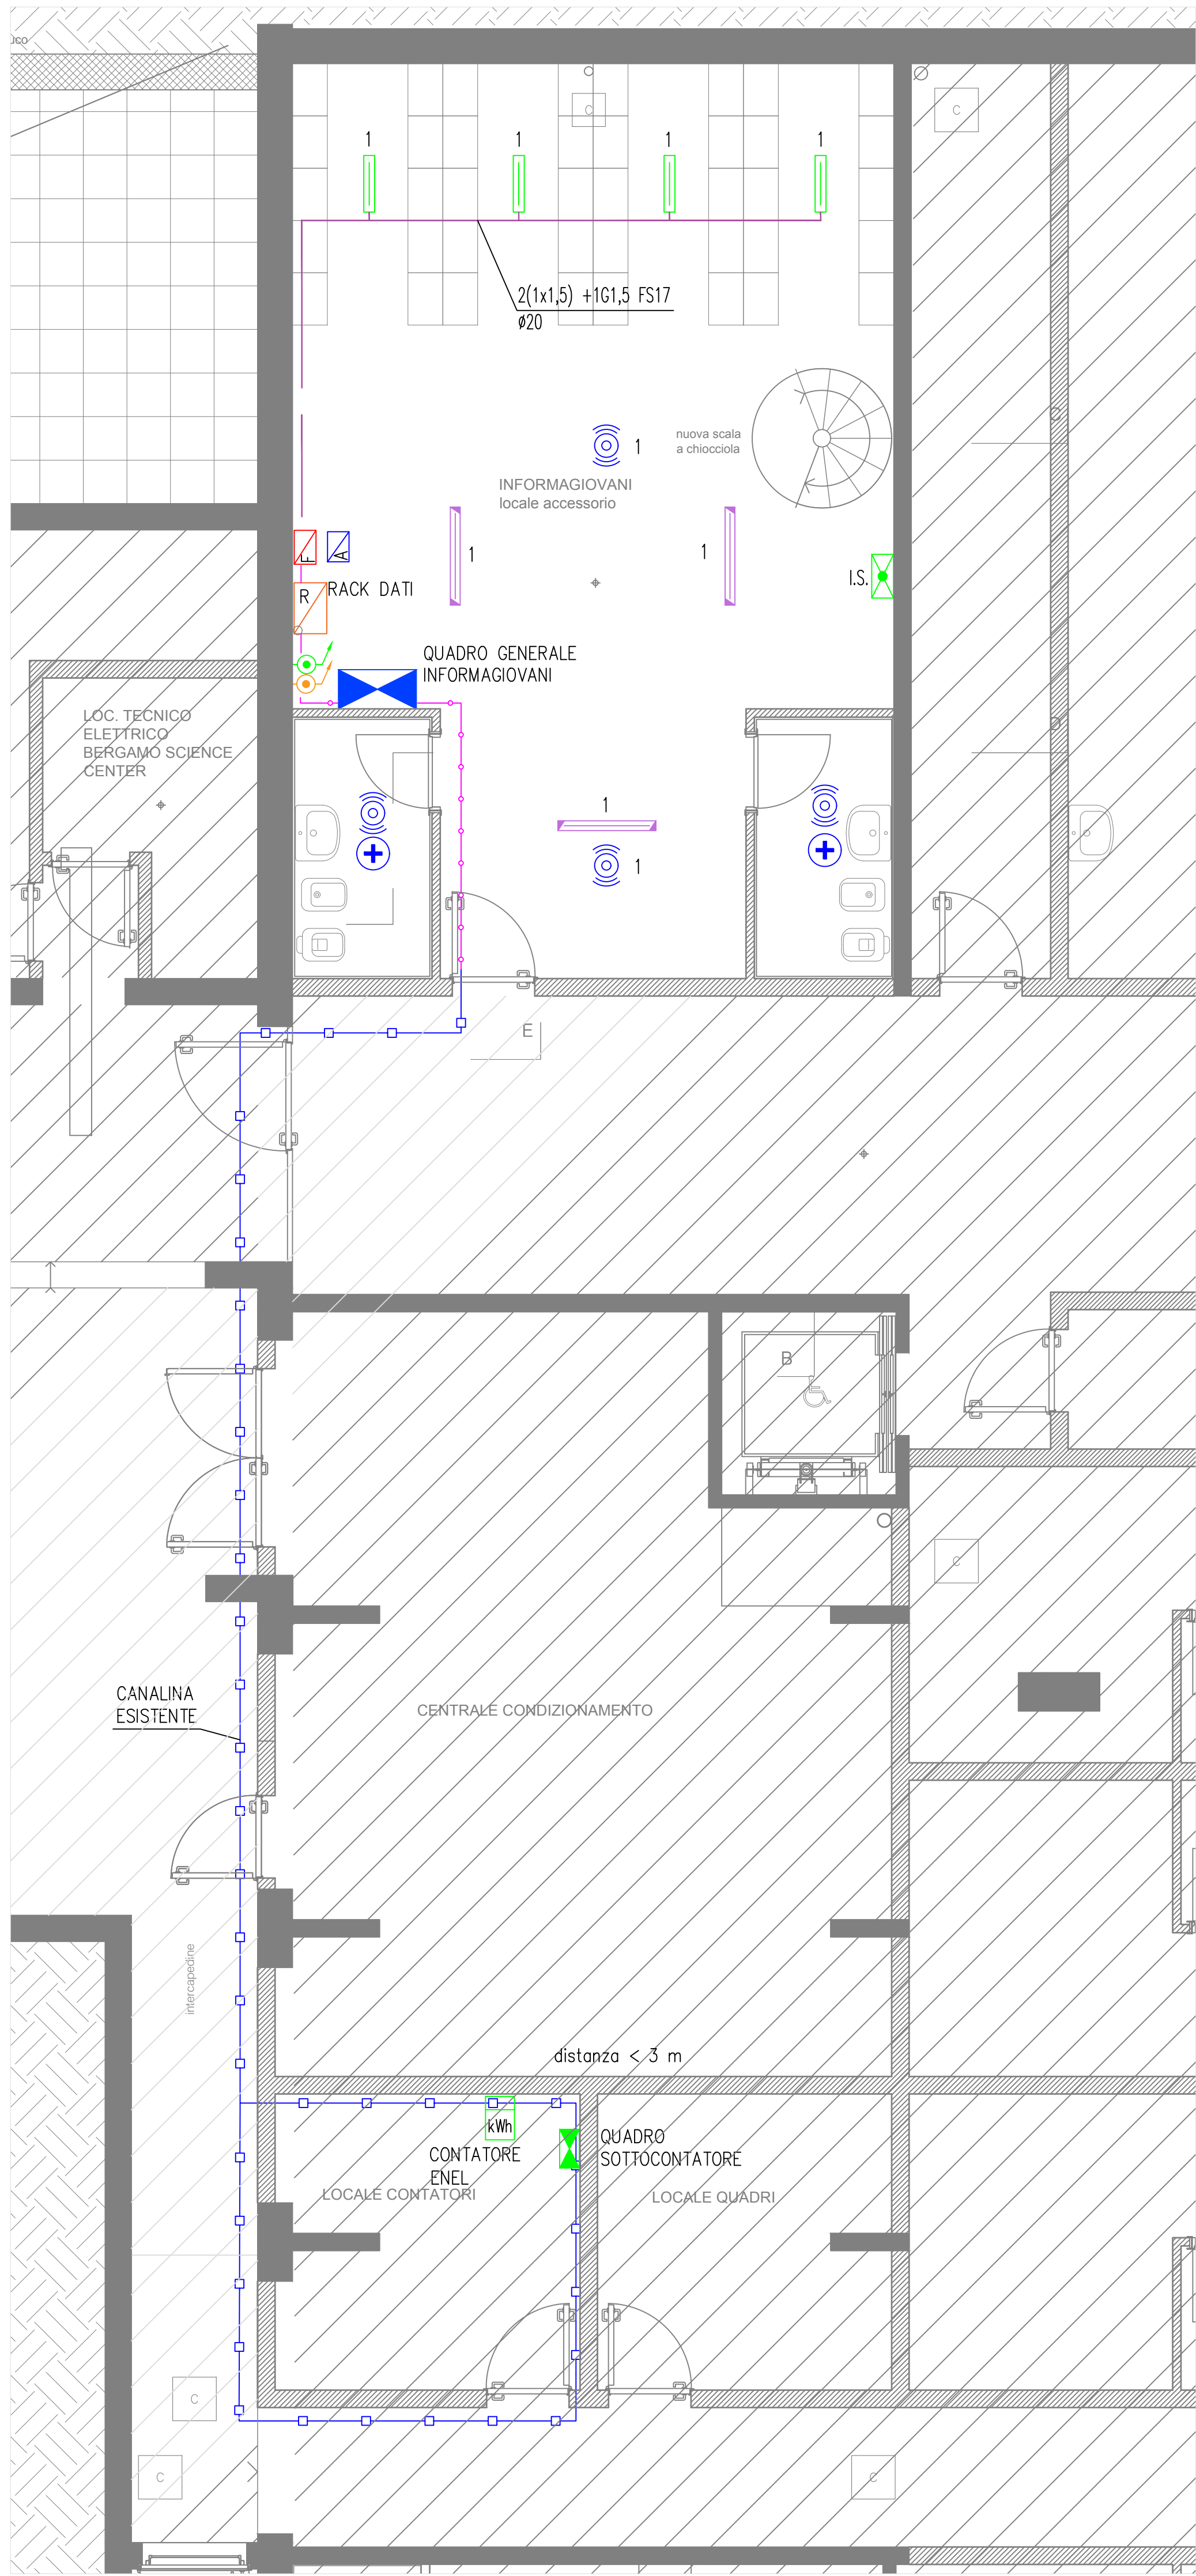 C
C
1
1
1
1
2(1x1,5) +1G1,5 FS17
ø20
nuova scala
a chiocciola
1
INFORMAGIOVANI
locale accessorio
F
A
1
1
I.S.
R
RACK DATI
QUADRO GENERALE
INFORMAGIOVANI
LOC. TECNICO
ELETTRICO
BERGAMO SCIENCE
CENTER
1
1
E
B
C
CANALINA
ESISTENTE
CENTRALE CONDIZIONAMENTO
intercapedine
distanza < 3 m
kWh
CONTATORE
ENEL
QUADRO
SOTTOCONTATORE
LOCALE CONTATORI
LOCALE QUADRI
C
C
C